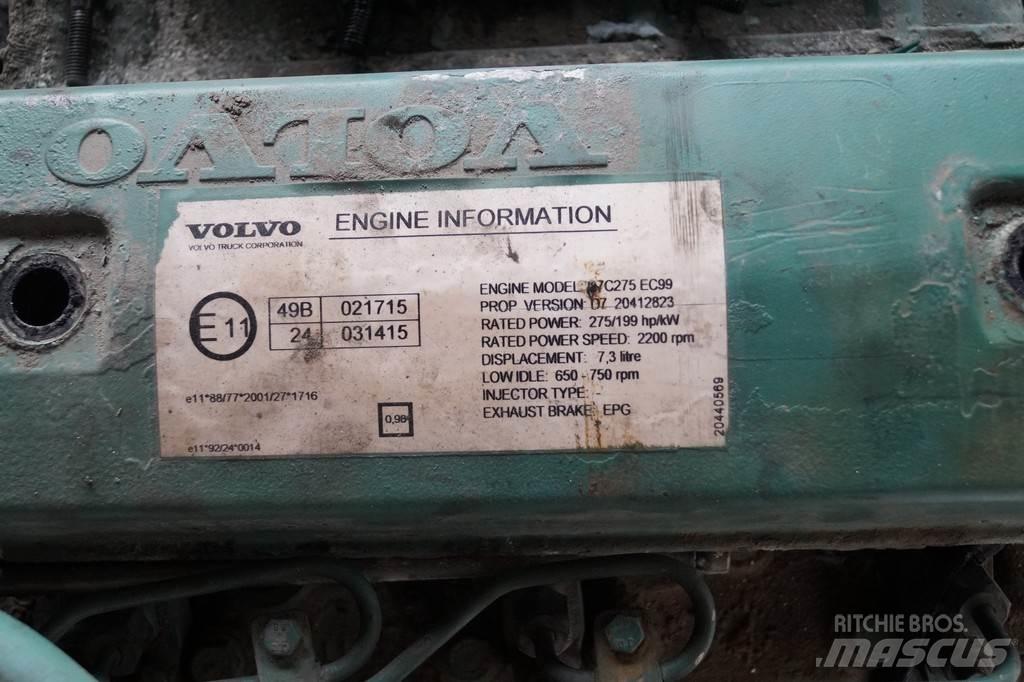 VOLVO
VOLVO
VOLVO TRUCK CORPORATION
ENGINE INFORMATION
E 11
49B 021715
24 031415
e11*88/77*2001/27*1716
0,98
e11*92/24*0014
ENGINE MODEL: 7C275 EC99
PROP VERSION: D7 20412823
RATED POWER: 275/199 hp/kW
RATED POWER SPEED: 2200 rpm
DISPLACEMENT: 7,3 litre
LOW IDLE: 650 - 750 rpm
INJECTOR TYPE: -
EXHAUST BRAKE: EPG
20440569
RITCHIE BROS.
MASCUS